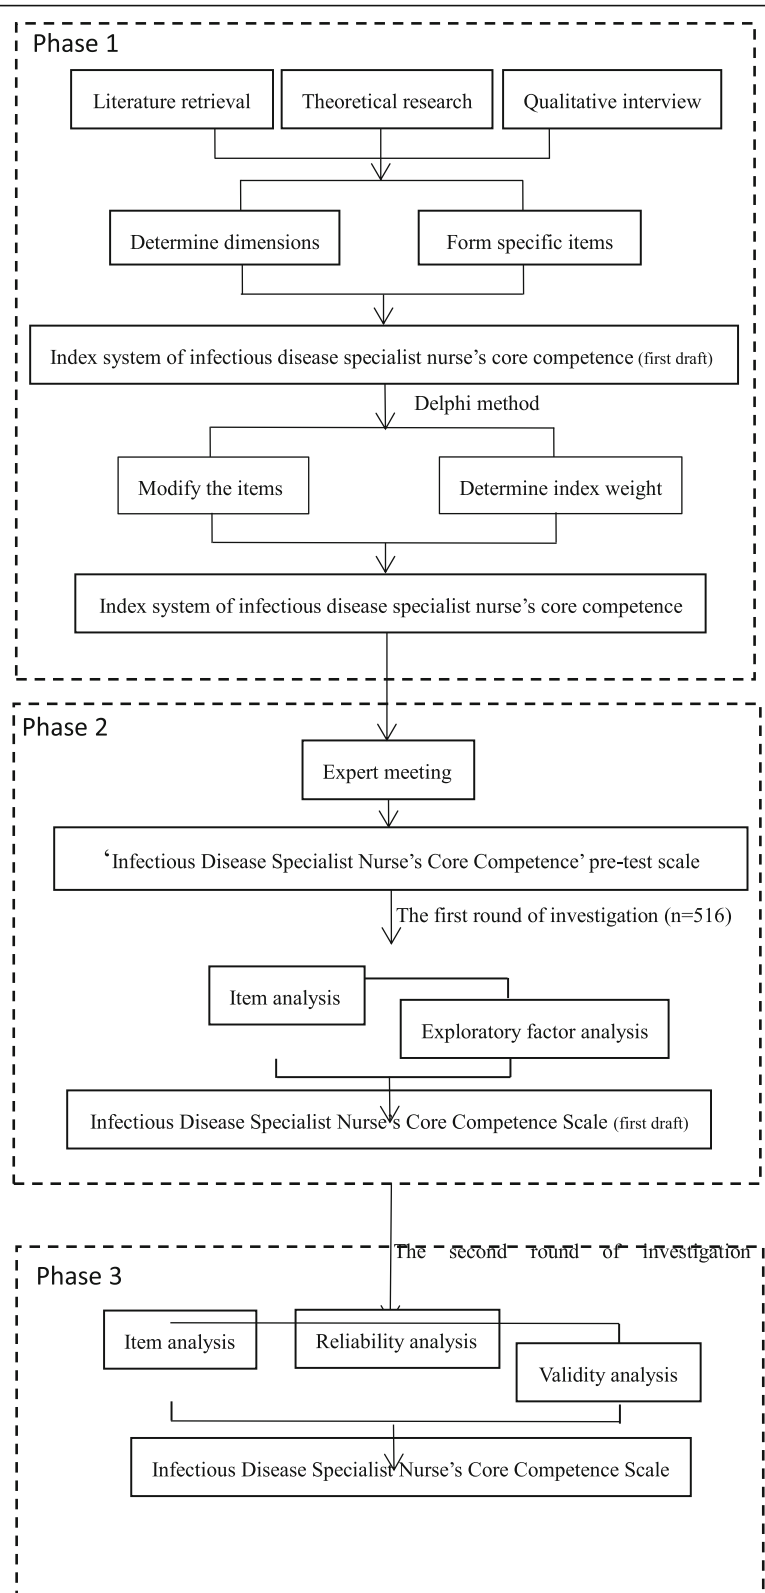 Phase 1
Literature retrieval
Theoretical research
Qualitative interview
Determine dimensions
Form specific items
Index system of infectious disease specialist nurse's core competence (first draft)
Delphi method
Modify the items
Determine index weight
Index system of infectious disease specialist nurse's core competence
Phase 2
Expert meeting
‘Infectious Disease Specialist Nurse’s Core Competence’ pre-test scale
The first round of investigation (n=516)
Item analysis
Exploratory factor analysis
Infectious Disease Specialist Nurse's Core Competence Scale (first draft)
The second round of investigation
Phase 3
Item analysis
Reliability analysis
Validity analysis
Infectious Disease Specialist Nurse's Core Competence Scale